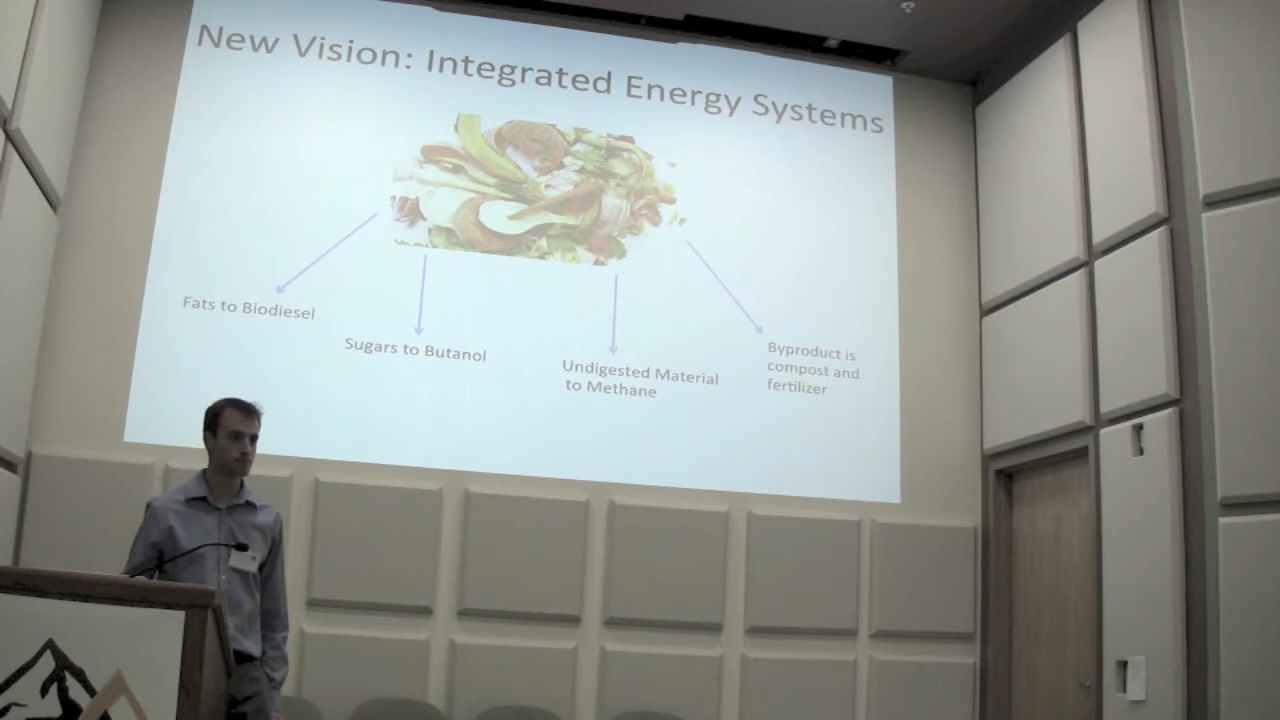 New Vision: Integrated Energy Systems
Fats to Biodiesel
Sugars to Butanol
Undigested Material
to Methane
Byproduct is
compost and
fertilizer